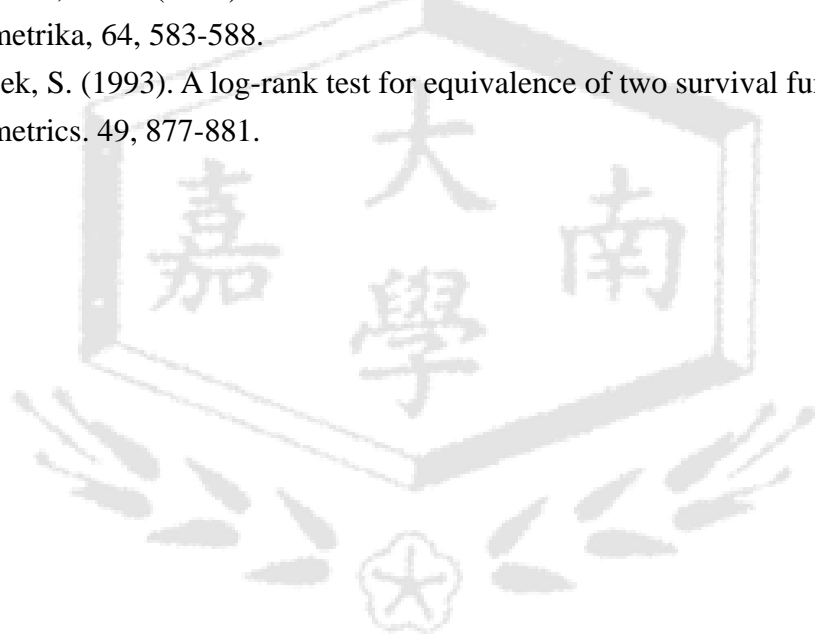 metrika, 64, 583-588.
ek, S. (1993). A log-rank test for equivalence of two survival fu
metrics. 49, 877-881.
大
嘉 南
學